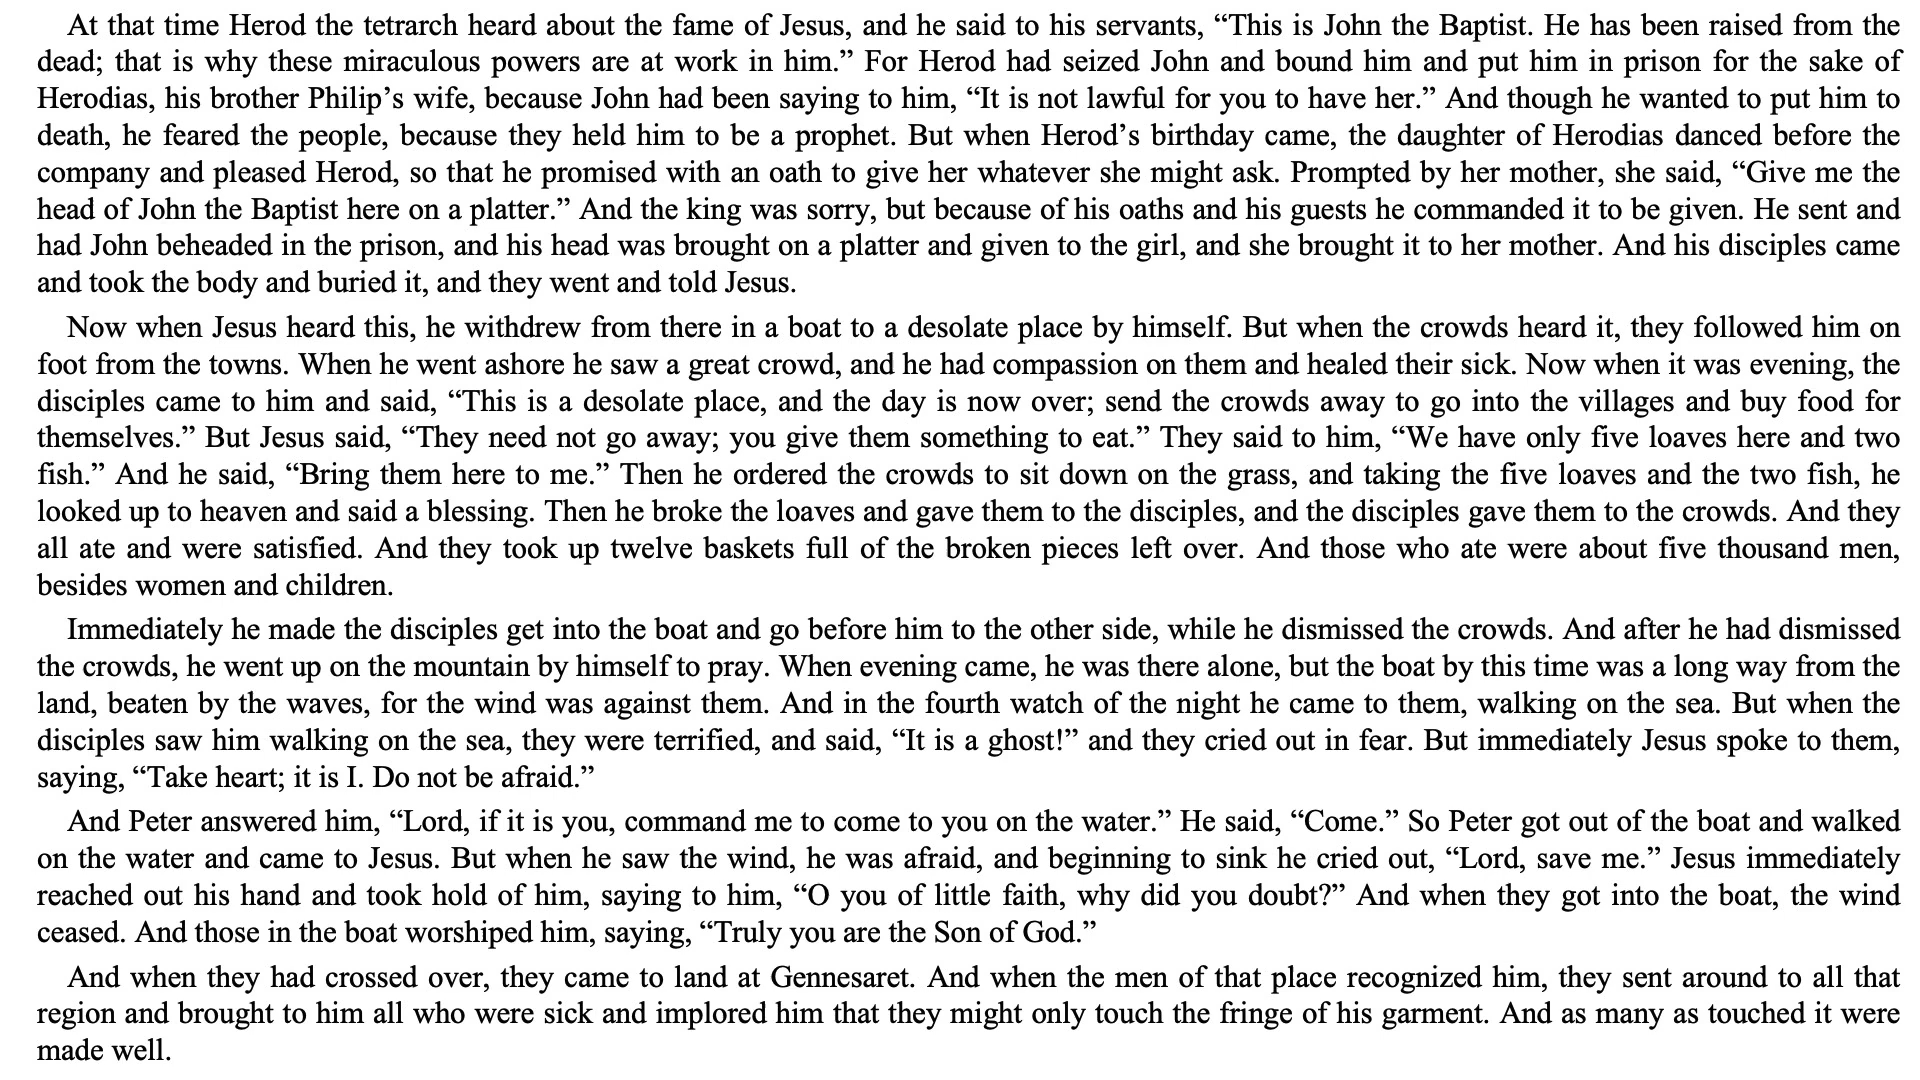 At that time Herod the tetrarch heard about the fame of Jesus, and he said to his servants, “This is John the Baptist. He has been raised from the
dead; that is why these miraculous powers are at work in him.” For Herod had seized John and bound him and put him in prison for the sake of
Herodias, his brother Philip’s wife, because John had been saying to him, “It is not lawful for you to have her.” And though he wanted to put him to
death, he feared the people, because they held him to be a prophet. But when Herod’s birthday came, the daughter of Herodias danced before the
company and pleased Herod, so that he promised with an oath to give her whatever she might ask. Prompted by her mother, she said, “Give me the
head of John the Baptist here on a platter.” And the king was sorry, but because of his oaths and his guests he commanded it to be given. He sent and
had John beheaded in the prison, and his head was brought on a platter and given to the girl, and she brought it to her mother. And his disciples came
and took the body and buried it, and they went and told Jesus.
Now when Jesus heard this, he withdrew from there in a boat to a desolate place by himself. But when the crowds heard it, they followed him on
foot from the towns. When he went ashore he saw a great crowd, and he had compassion on them and healed their sick. Now when it was evening, the
disciples came to him and said, “This is a desolate place, and the day is now over; send the crowds away to go into the villages and buy food for
themselves.” But Jesus said, “They need not go away; you give them something to eat.” They said to him, “We have only five loaves here and two
fish.” And he said, “Bring them here to me.” Then he ordered the crowds to sit down on the grass, and taking the five loaves and the two fish, he
looked up to heaven and said a blessing. Then he broke the loaves and gave them to the disciples, and the disciples gave them to the crowds. And they
all ate and were satisfied. And they took up twelve baskets full of the broken pieces left over. And those who ate were about five thousand men,
besides women and children.
Immediately he made the disciples get into the boat and go before him to the other side, while he dismissed the crowds. And after he had dismissed
the crowds, he went up on the mountain by himself to pray. When evening came, he was there alone, but the boat by this time was a long way from the
land, beaten by the waves, for the wind was against them. And in the fourth watch of the night he came to them, walking on the sea. But when the
disciples saw him walking on the sea, they were terrified, and said, “It is a ghost!” and they cried out in fear. But immediately Jesus spoke to them,
saying, “Take heart; it is I. Do not be afraid.”
And Peter answered him, “Lord, if it is you, command me to come to you on the water.” He said, “Come.” So Peter got out of the boat and walked
on the water and came to Jesus. But when he saw the wind, he was afraid, and beginning to sink he cried out, “Lord, save me.” Jesus immediately
reached out his hand and took hold of him, saying to him, “O you of little faith, why did you doubt?” And when they got into the boat, the wind
ceased. And those in the boat worshiped him, saying, “Truly you are the Son of God.”
And when they had crossed over, they came to land at Gennesaret. And when the men of that place recognized him, they sent around to all that
region and brought to him all who were sick and implored him that they might only touch the fringe of his garment. And as many as touched it were
made well.